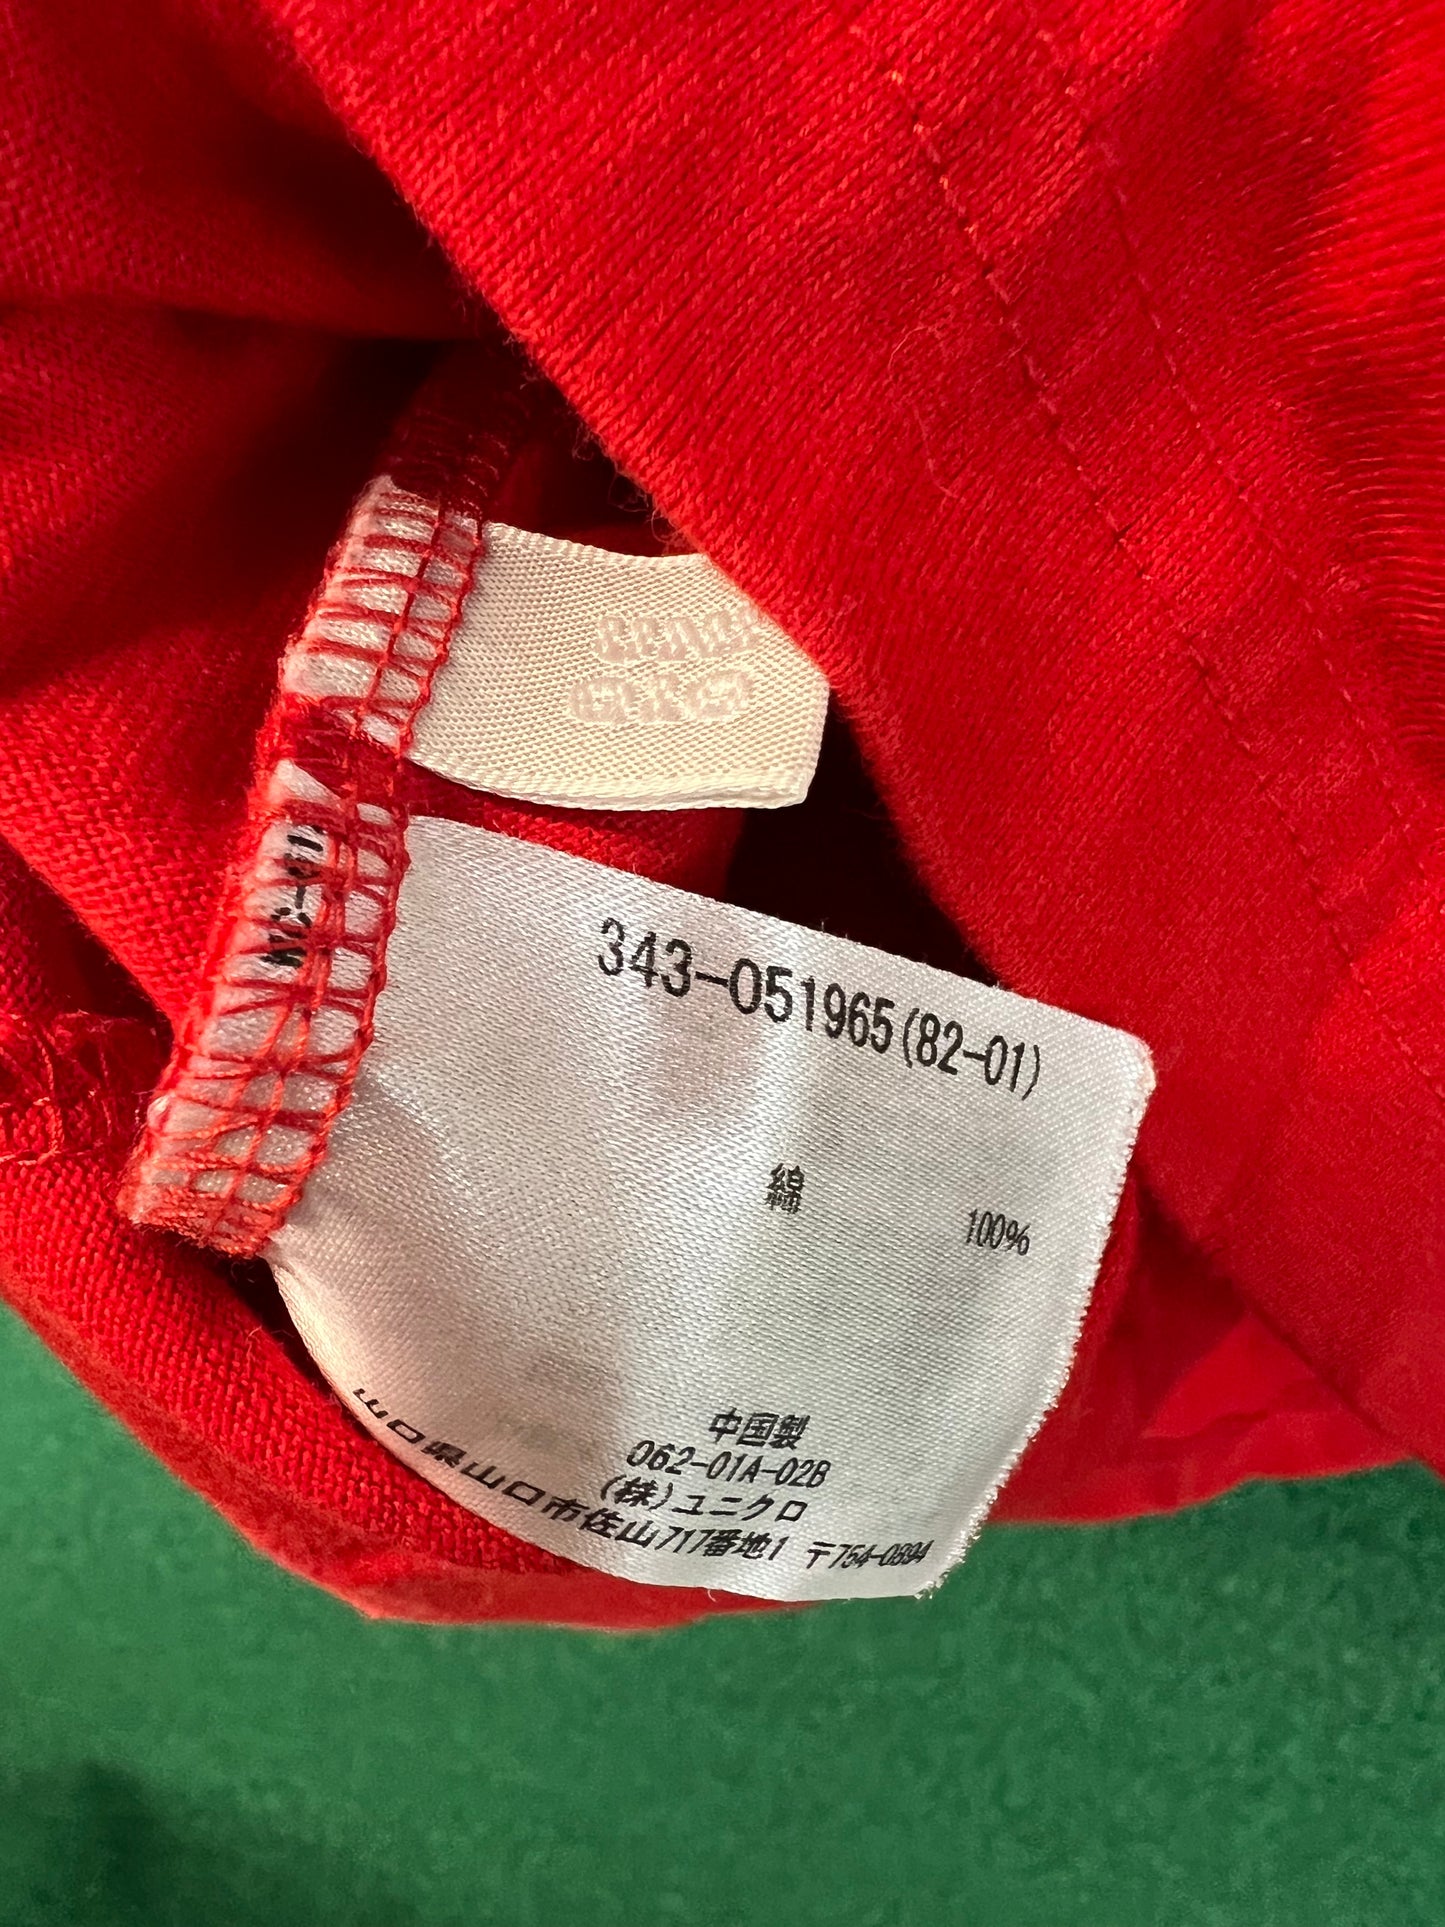 343-051965(82-01)
綿 100%
中国製
062-01A-02B
(株)ユニクロ
山口県山口市佐山717番地1 〒754-0894